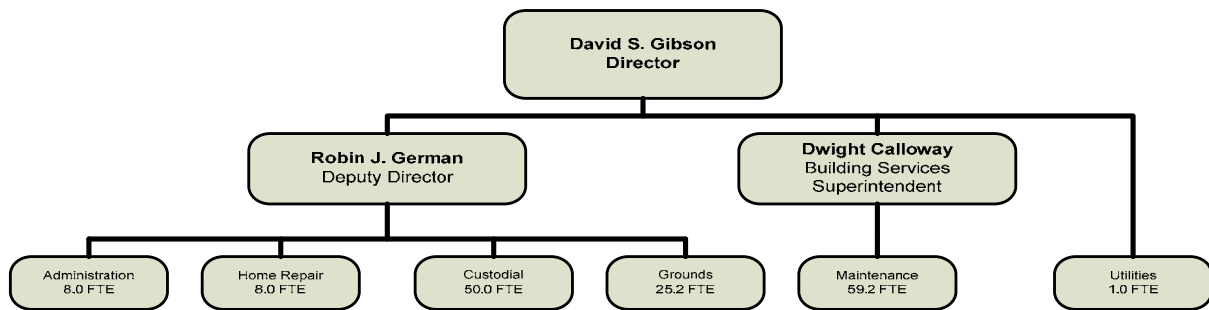 David S. Gibson
Director
Robin J. German
Deputy Director
Dwight Calloway
Building Services
Superintendent
Administration
8.0 FTE
Home Repair
8.0 FTE
Custodial
50.0 FTE
Grounds
25.2 FTE
Maintenance
59.2 FTE
Utilities
1.0 FTE